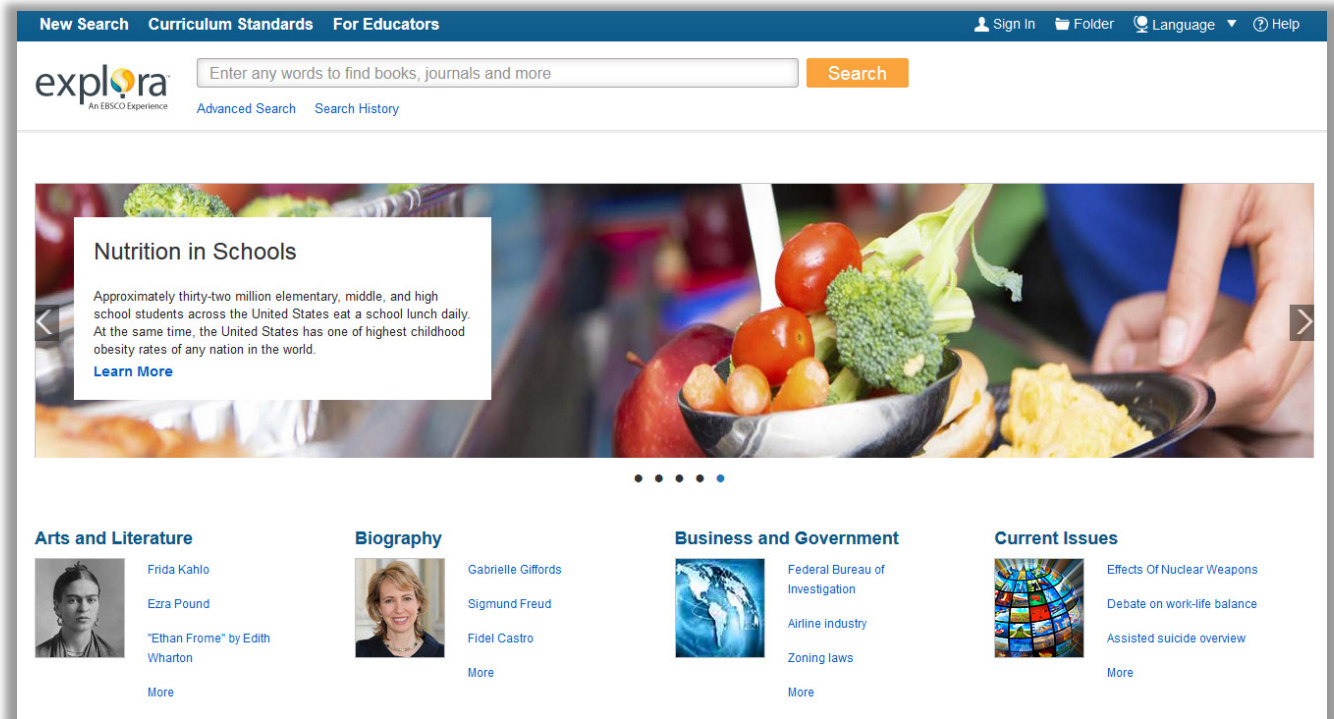 New Search Curriculum Standards For Educators Sign In Folder Language Help
explora
An EBSCO Experience
Enter any words to find books, journals and more
Search
Advanced Search Search History
Nutrition in Schools
Approximately thirty-two million elementary, middle, and high
school students across the United States eat a school lunch daily.
At the same time, the United States has one of highest childhood
obesity rates of any nation in the world.
Learn More
Arts and Literature
Frida Kahlo
Ezra Pound
"Ethan Frome" by Edith
Wharton
More
Biography
Gabrielle Giffords
Sigmund Freud
Fidel Castro
More
Business and Government
Federal Bureau of
Investigation
Airline industry
Zoning laws
More
Current Issues
Effects Of Nuclear Weapons
Debate on work-life balance
Assisted suicide overview
More